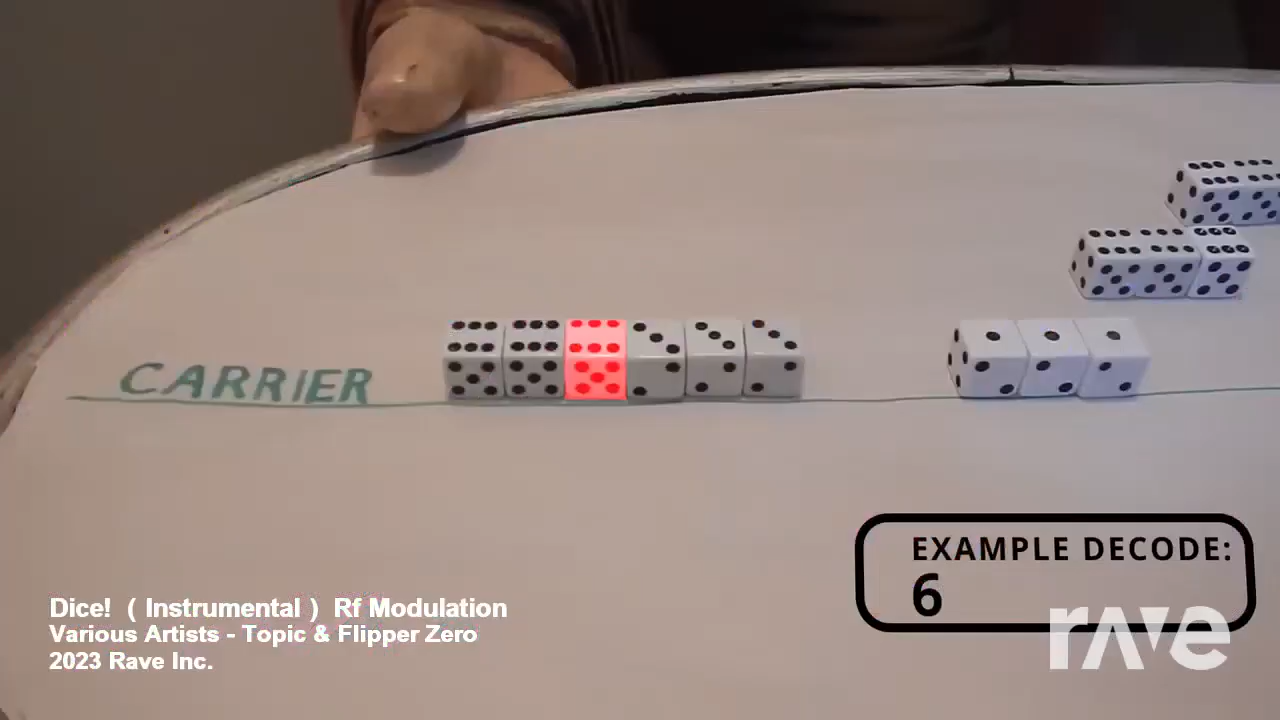 CARRIER
EXAMPLE DECODE:
6
Dice! ( Instrumental ) Rf Modulation
Various Artists - Topic & Flipper Zero
2023 Rave Inc.
rave